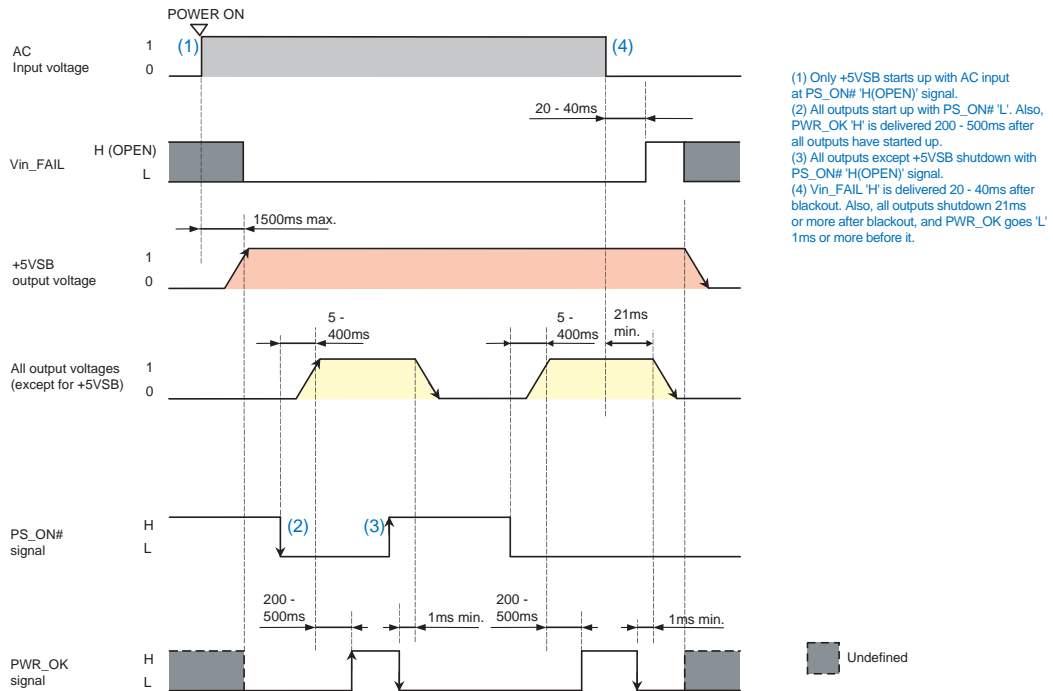 POWER ON
AC
Input voltage
1
0
(1)
(4)
20 - 40ms
Vin_FAIL
H (OPEN)
L
1500ms max.
+5VSB
output voltage
1
0
5 -
400ms
5 -
400ms
21ms
min.
All output voltages
(except for +5VSB)
1
0
PS_ON#
signal
H
L
(2)
(3)
200 -
500ms
1ms min.
200 -
500ms
1ms min.
PWR_OK
signal
H
L
(1) Only +5VSB starts up with AC input
at PS_ON# 'H(OPEN)' signal.
(2) All outputs start up with PS_ON# 'L'. Also,
PWR_OK 'H' is delivered 200 - 500ms after
all outputs have started up.
(3) All outputs except +5VSB shutdown with
PS_ON# 'H(OPEN)' signal.
(4) Vin_FAIL 'H' is delivered 20 - 40ms after
blackout. Also, all outputs shutdown 21ms
or more after blackout, and PWR_OK goes 'L'
1ms or more before it.
Undefined